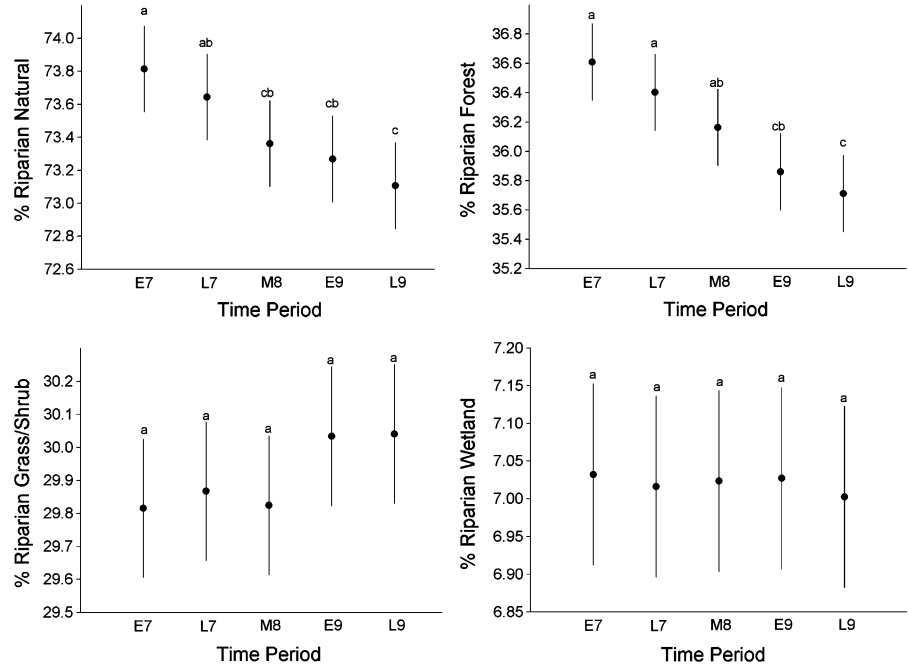 a
74.0
ab
73.8
cb
cb
73.6
73.4
c
73.2
73.0
72.8
72.6
% Riparian Natural
E7 L7 M8 E9 L9
Time Period
a
36.8
a
36.6
ab
36.4
36.2
cb
36.0
c
35.8
35.6
35.4
35.2
% Riparian Forest
E7 L7 M8 E9 L9
Time Period
30.2
a
a
30.1
a
a
a
30.0
29.9
29.8
29.7
29.6
29.5
% Riparian Grass/Shrub
E7 L7 M8 E9 L9
Time Period
7.20
a
a
a
a
7.15
a
7.10
7.05
7.00
6.95
6.90
6.85
% Riparian Wetland
E7 L7 M8 E9 L9
Time Period